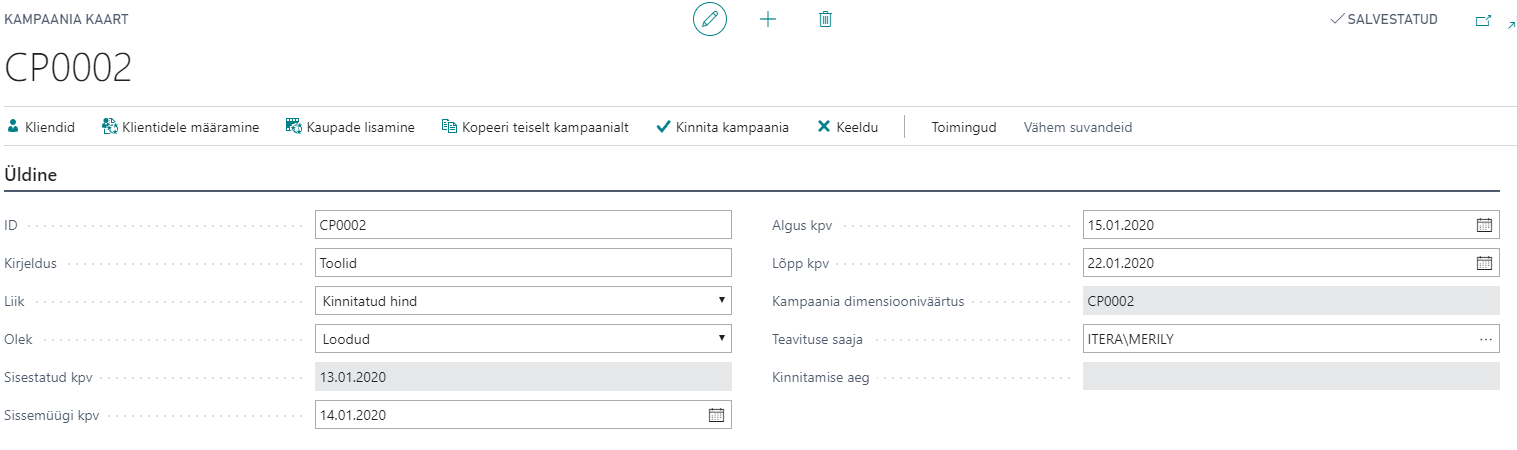 KAMPAANIA KAART
SALVESTATUD
CP0002
Kliendid Klientidele määramine Kaupade lisamine Kopeeri teiselt kampaanialt Kinnita kampaania Keeldu Toimingud Vähem suvandeid
Üldine
ID CP0002
Kirjeldus Toolid
Liik Kinnitatud hind
Olek Loodud
Sisestatud kpv 13.01.2020
Sissemüügi kpv 14.01.2020
Algus kpv 15.01.2020
Lõpp kpv 22.01.2020
Kampaania dimensiooniväärtus CP0002
Teavituse saaja ITERA\MERILY
Kinnitamise aeg